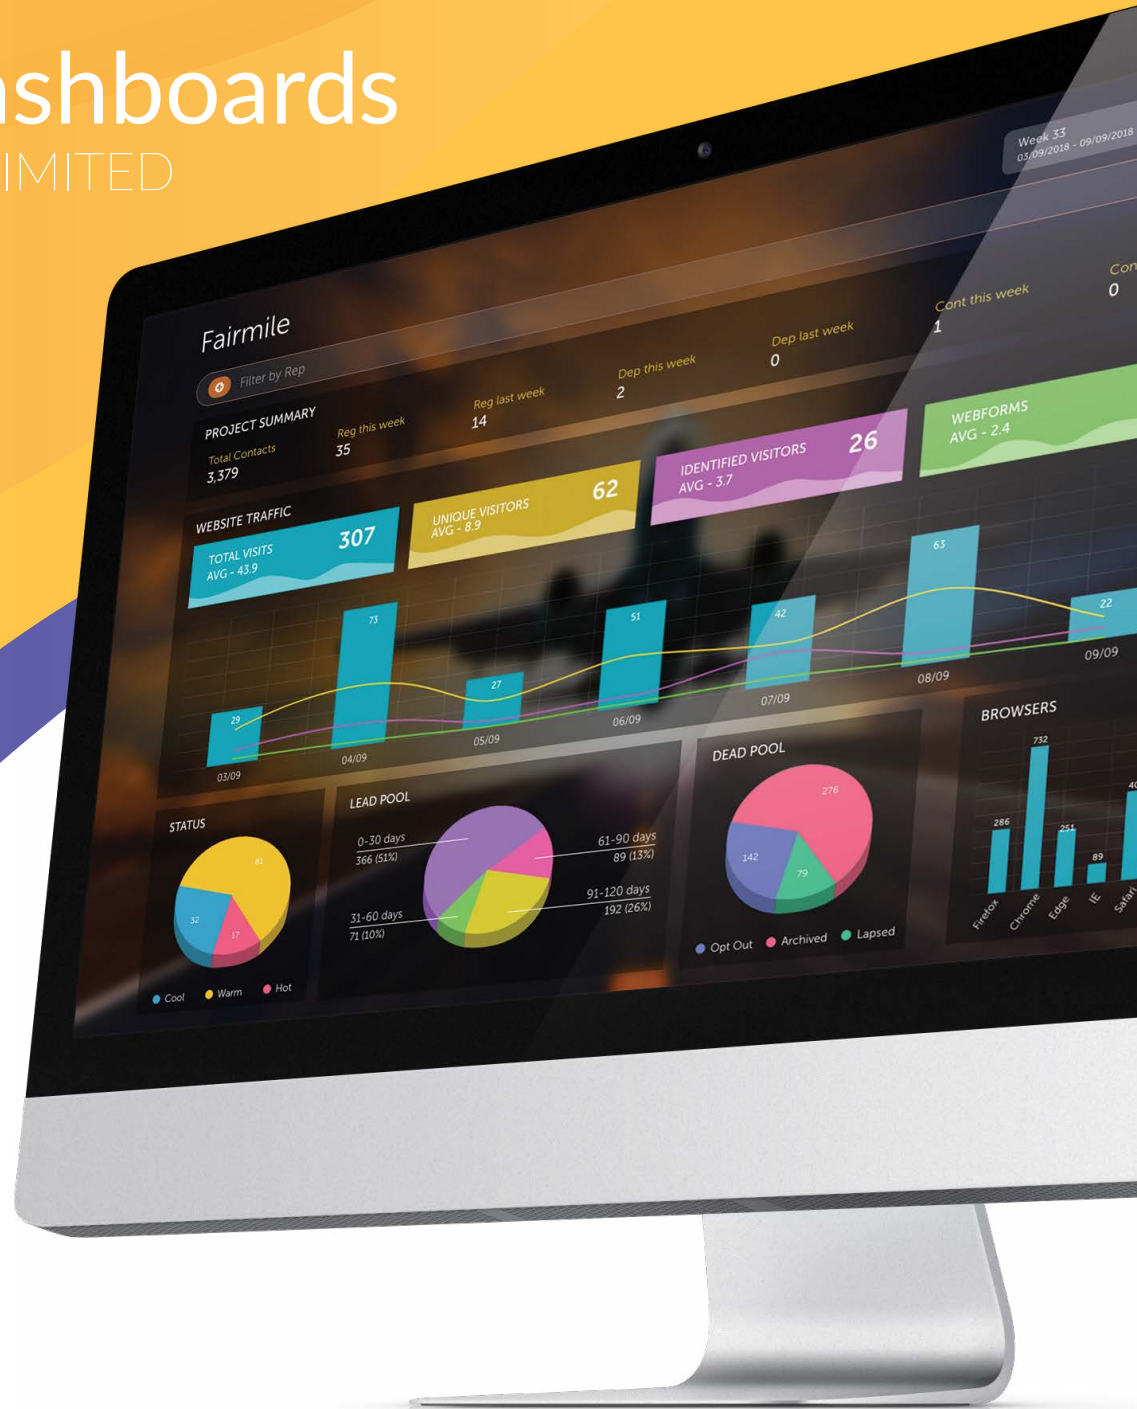 ashboards
IMITED
Week 33
03/09/2018 - 09/09/2018
Fairmile
Filter by Rep
PROJECT SUMMARY
Total Contacts
3,379
Reg this week
35
Reg last week
14
Dep this week
2
Dep last week
0
Cont this week
1
Con
0
WEBSITE TRAFFIC
TOTAL VISITS
307
AVG - 43.9
UNIQUE VISITORS
62
AVG - 8.9
IDENTIFIED VISITORS
26
AVG - 3.7
WEBFORMS
AVG - 2.4
29
73
27
51
42
63
22
03/09
04/09
05/09
06/09
07/09
08/09
09/09
STATUS
81
32
17
Cool
Warm
Hot
LEAD POOL
0-30 days
366 (51%)
61-90 days
89 (13%)
31-60 days
71 (10%)
91-120 days
192 (26%)
DEAD POOL
276
142
79
Opt Out
Archived
Lapsed
BROWSERS
286
732
251
89
40
Firefox
Chrome
Edge
IE
Safari